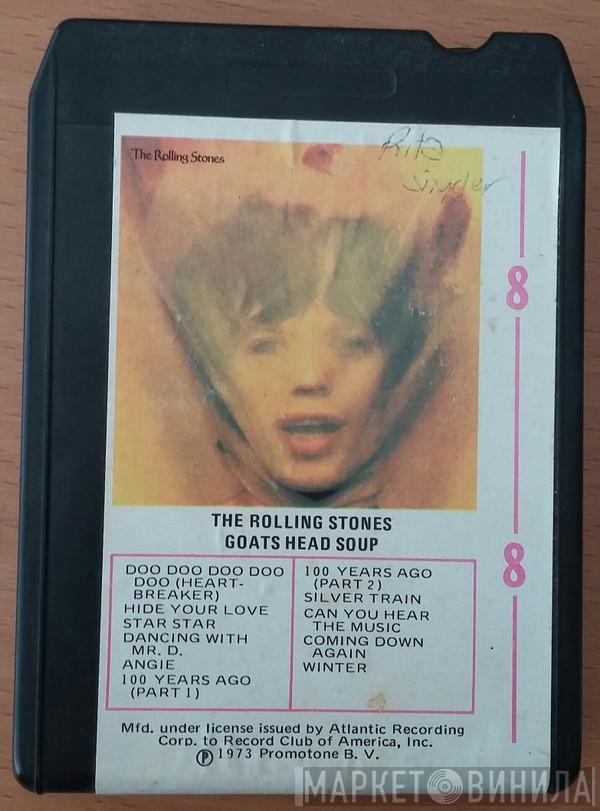 The Rolling Stones
Rita
Snyder
8
8
THE ROLLING STONES
GOATS HEAD SOUP
DOO DOO DOO DOO
DOO (HEART-
BREAKER)
HIDE YOUR LOVE
STAR STAR
DANCING WITH
MR. D.
ANGIE
100 YEARS AGO
(PART 1)
100 YEARS AGO
(PART 2)
SILVER TRAIN
CAN YOU HEAR
THE MUSIC
COMING DOWN
AGAIN
WINTER
Mfd. under license issued by Atlantic Recording
Corp. to Record Club of America, Inc.
Ⓟ1973 Promotone B. V.
МАРКЕТ ВИНИЛА